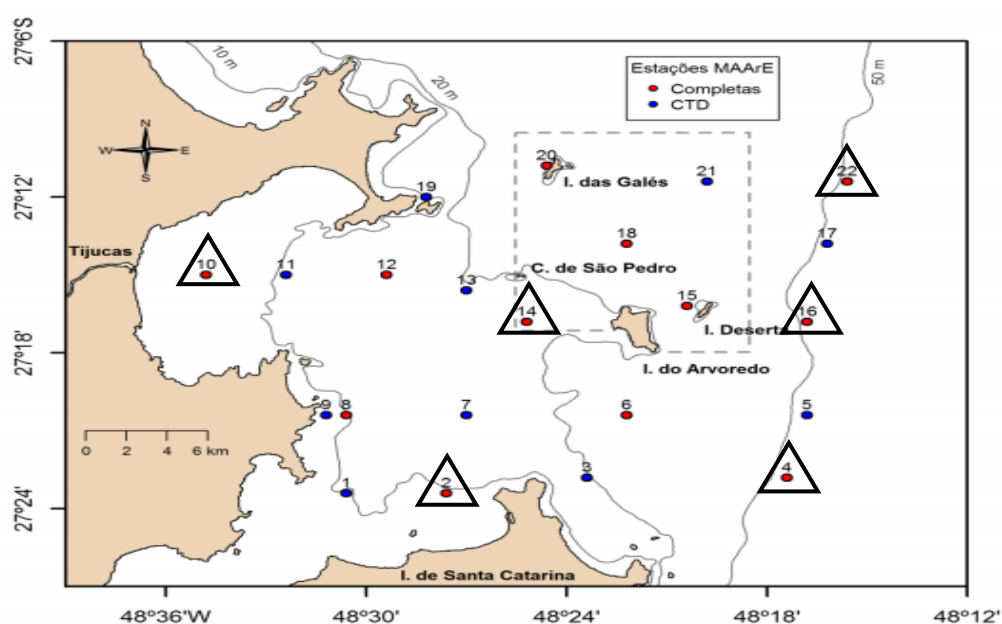 27°6'S
10 m
20 m
50 m
Estações MAArE
Completas
CTD
N
W E
S
20
I. das Galés
21
22
27°12'
19
18
17
Tijucas
10
11
12
C. de São Pedro
13
14
15
16
I. Deserta
27°18'
I. do Arvoredo
9
8
7
6
5
0 2 4 6 km
1
2
3
4
27°24'
I. de Santa Catarina
48°36'W
48°30'
48°24'
48°18'
48°12'